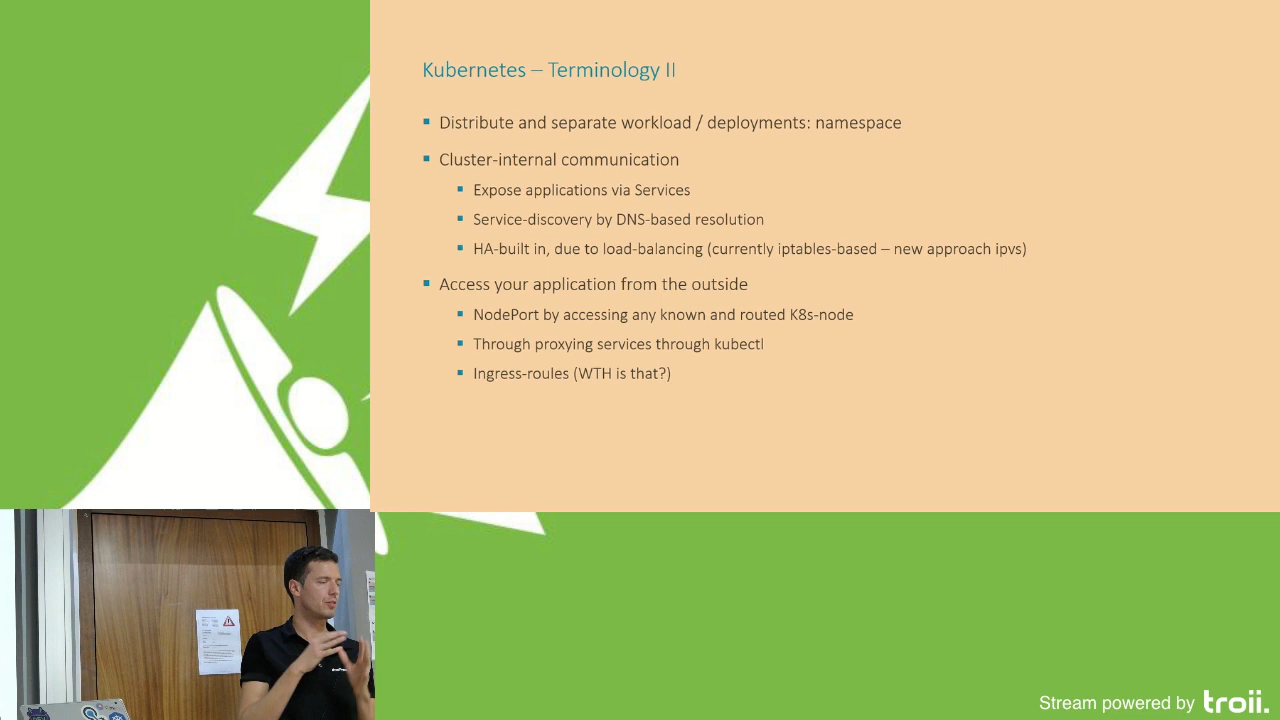 Kubernetes – Terminology II
Distribute and separate workload / deployments: namespace
Cluster-internal communication
Expose applications via Services
Service-discovery by DNS-based resolution
HA-built in, due to load-balancing (currently iptables-based – new approach ipvs)
Access your application from the outside
NodePort by accessing any known and routed K8s-node
Through proxying services through kubectl
Ingress-roules (WTH is that?)
Stream powered by troii.